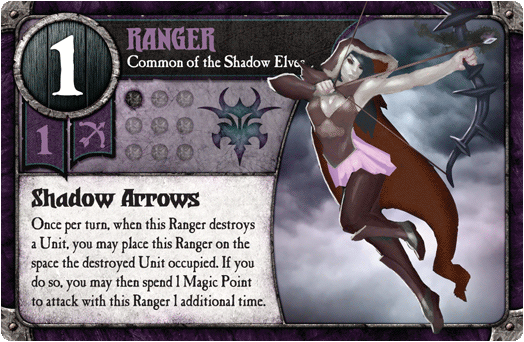 1
RANGER
Common of the Shadow Elves
1
Shadow Arrows
Once per turn, when this Ranger destroys
a Unit, you may place this Ranger on the
space the destroyed Unit occupied. If you
do so, you may then spend 1 Magic Point
to attack with this Ranger 1 additional time.